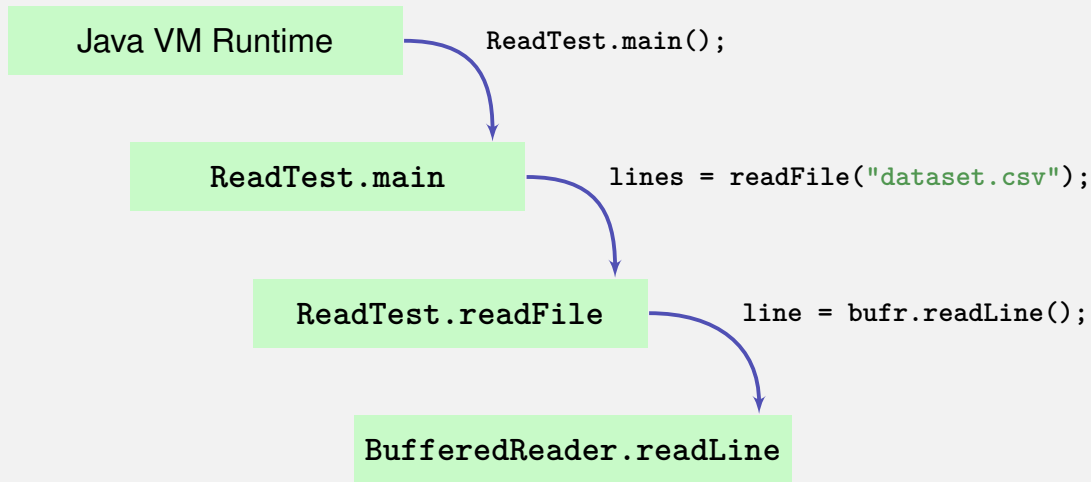 Java VM Runtime
ReadTest.main();
ReadTest.main
lines = readFile("dataset.csv");
ReadTest.readFile
line = bufr.readLine();
BufferedReader.readLine